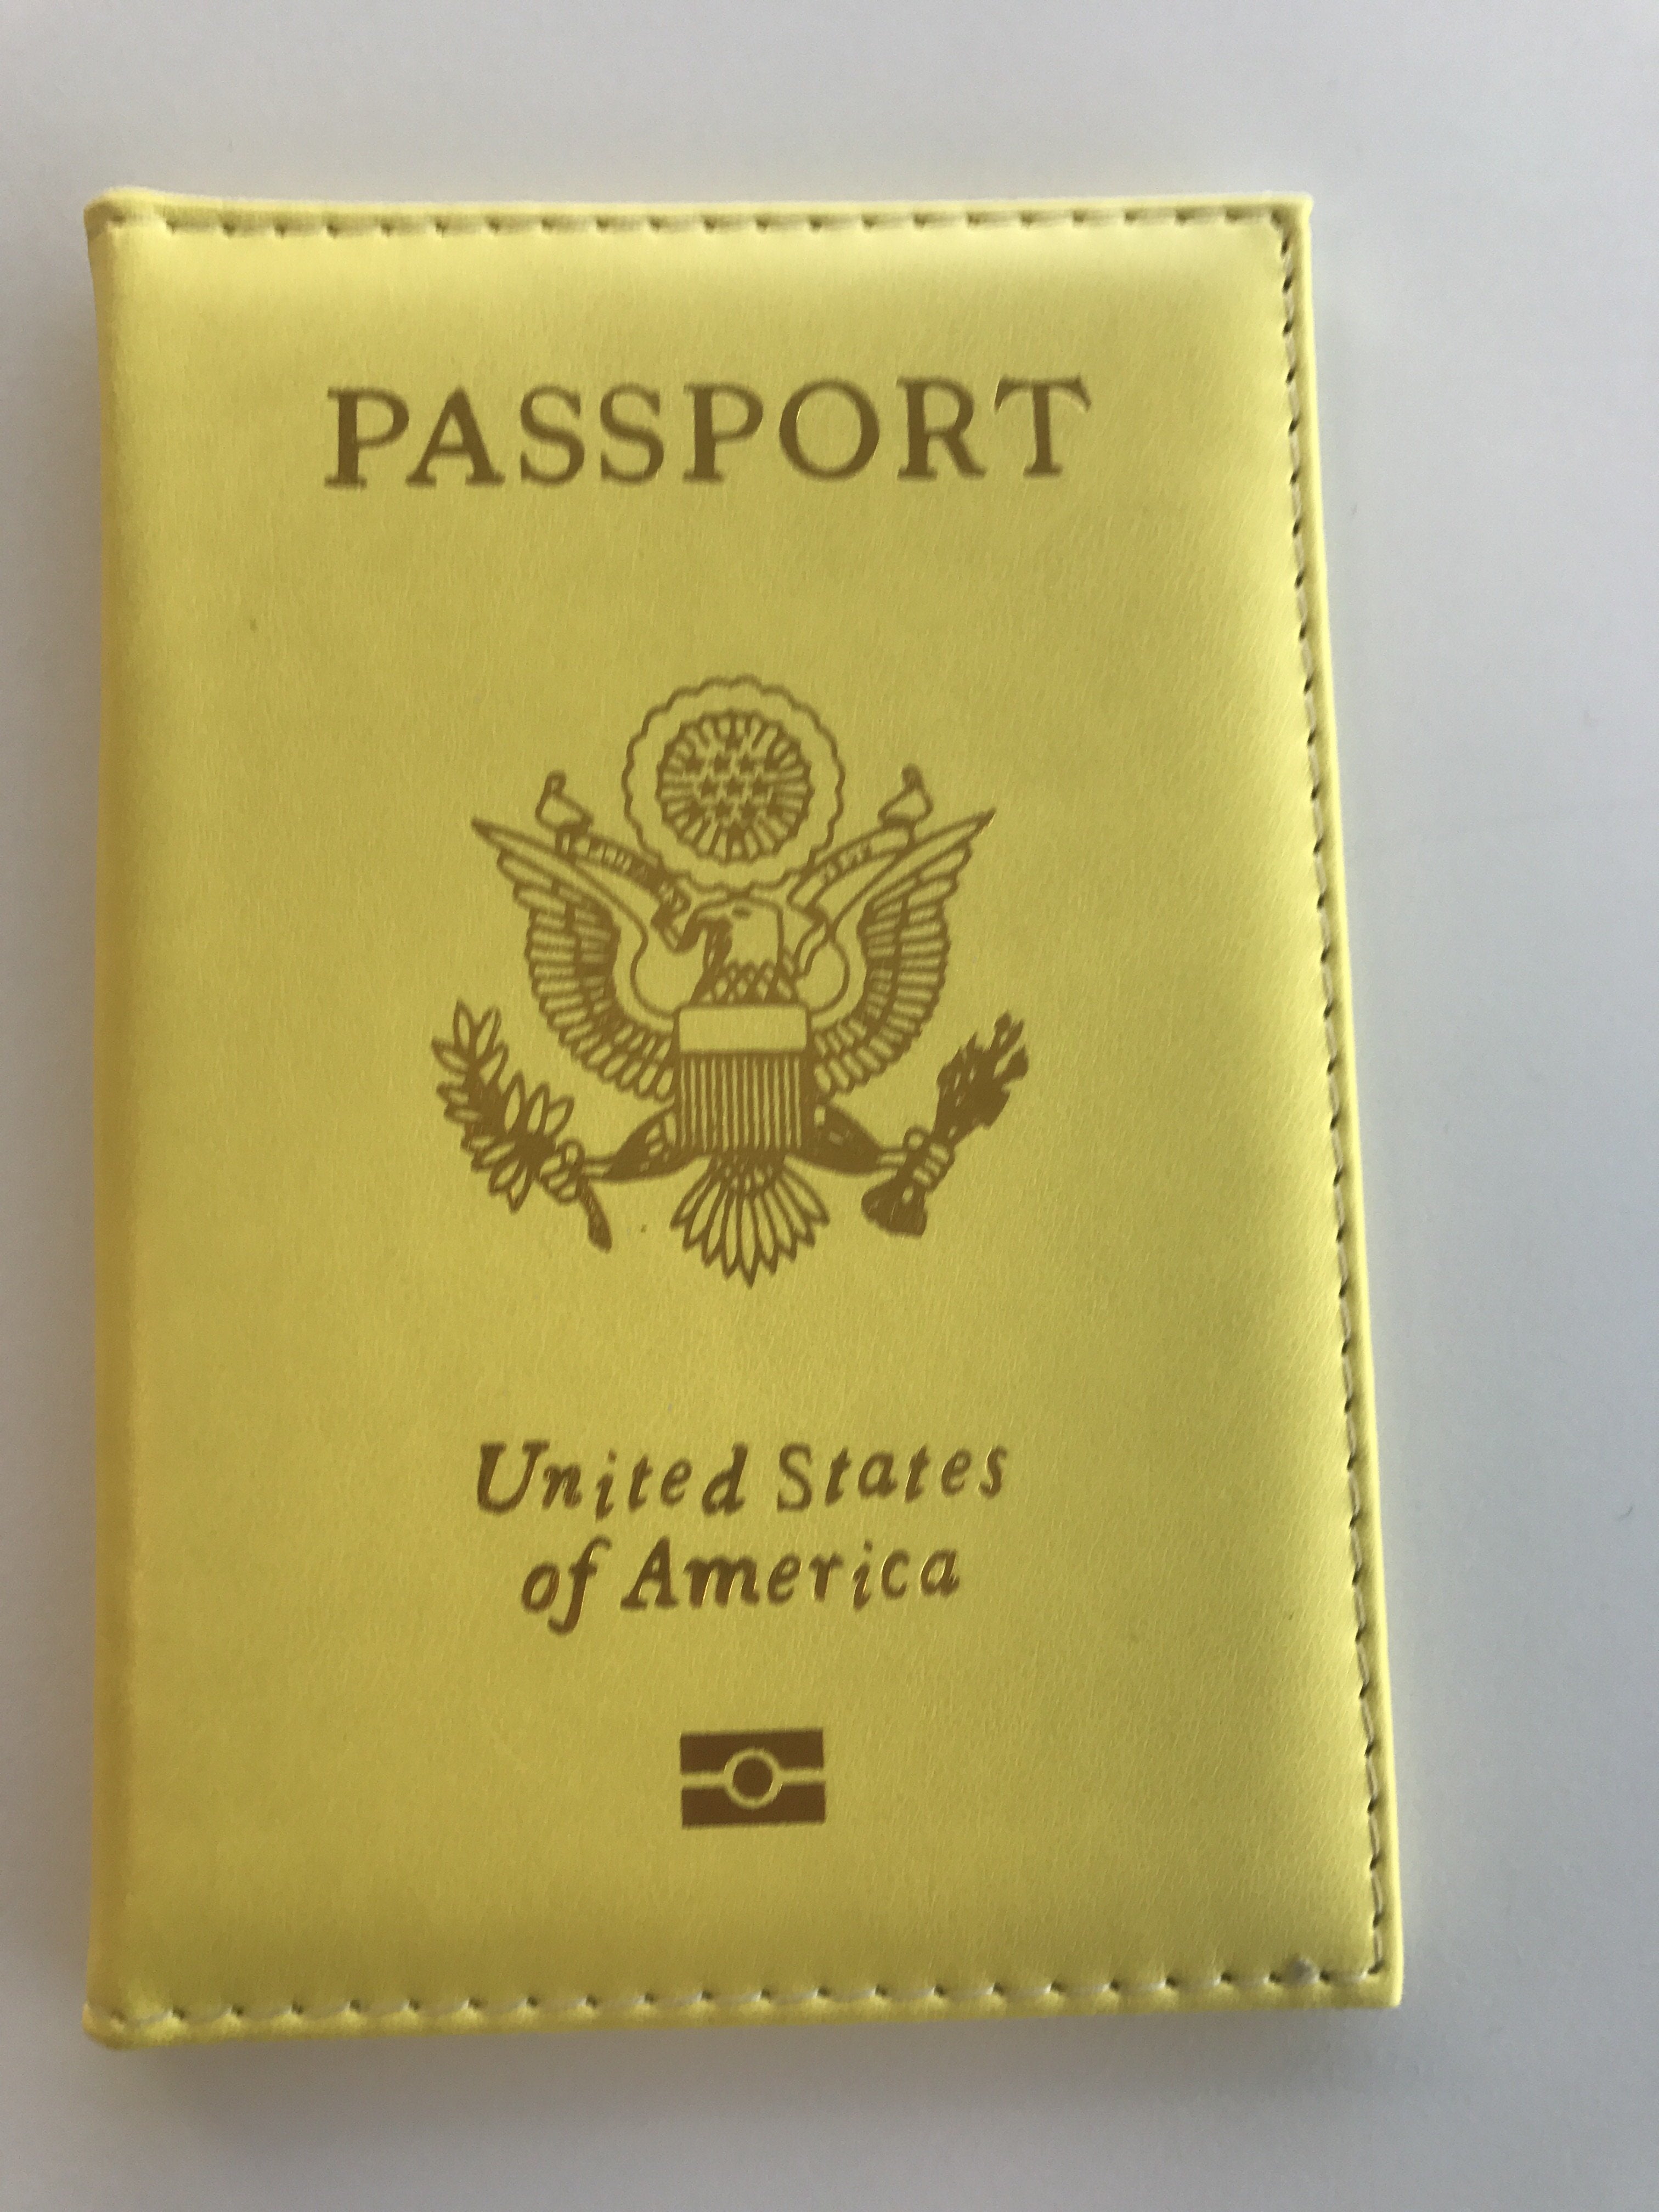 PASSPORT
United States
of America